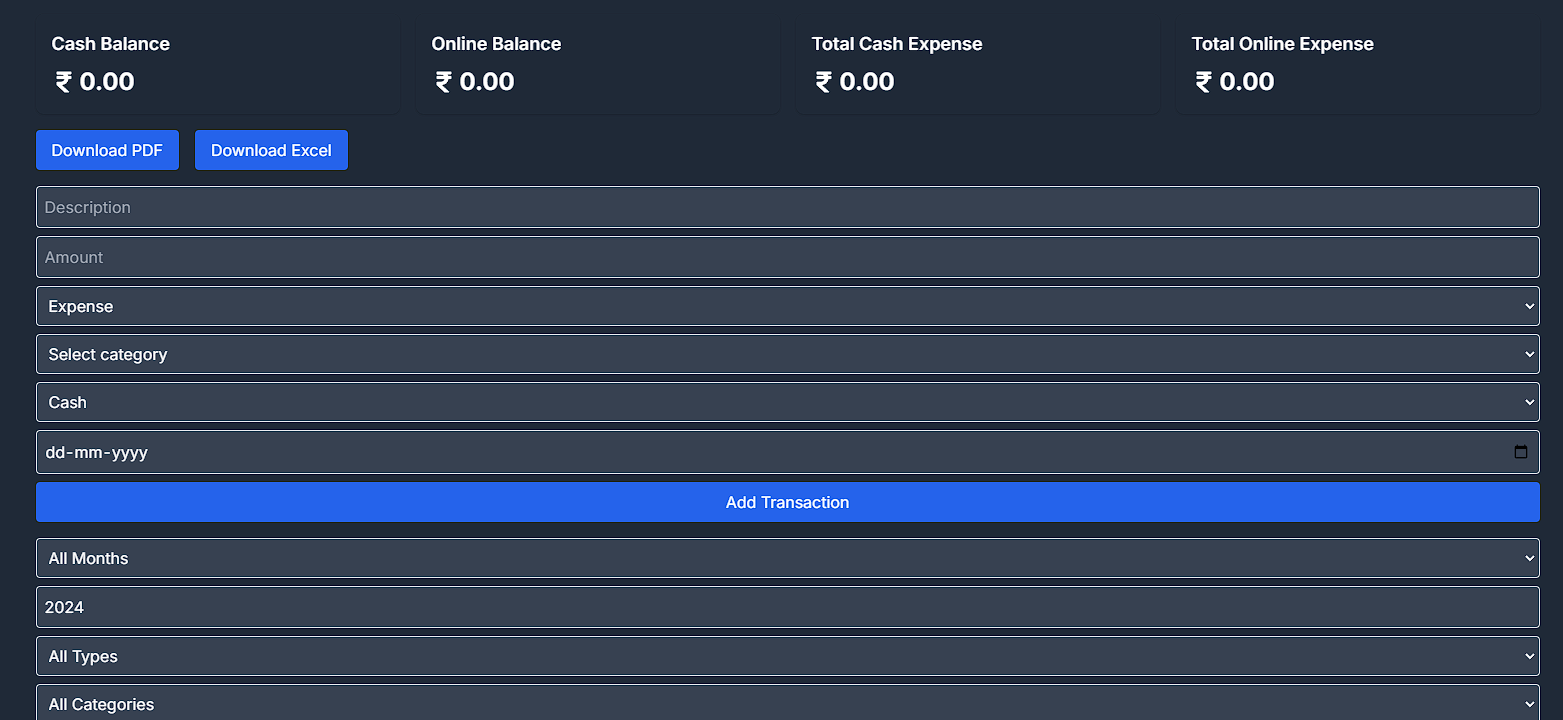 Cash Balance
₹ 0.00
Online Balance
₹ 0.00
Total Cash Expense
₹ 0.00
Total Online Expense
₹ 0.00
Download PDF
Download Excel
Description
Amount
Expense
Select category
Cash
dd-mm-yyyy
Add Transaction
All Months
2024
All Types
All Categories